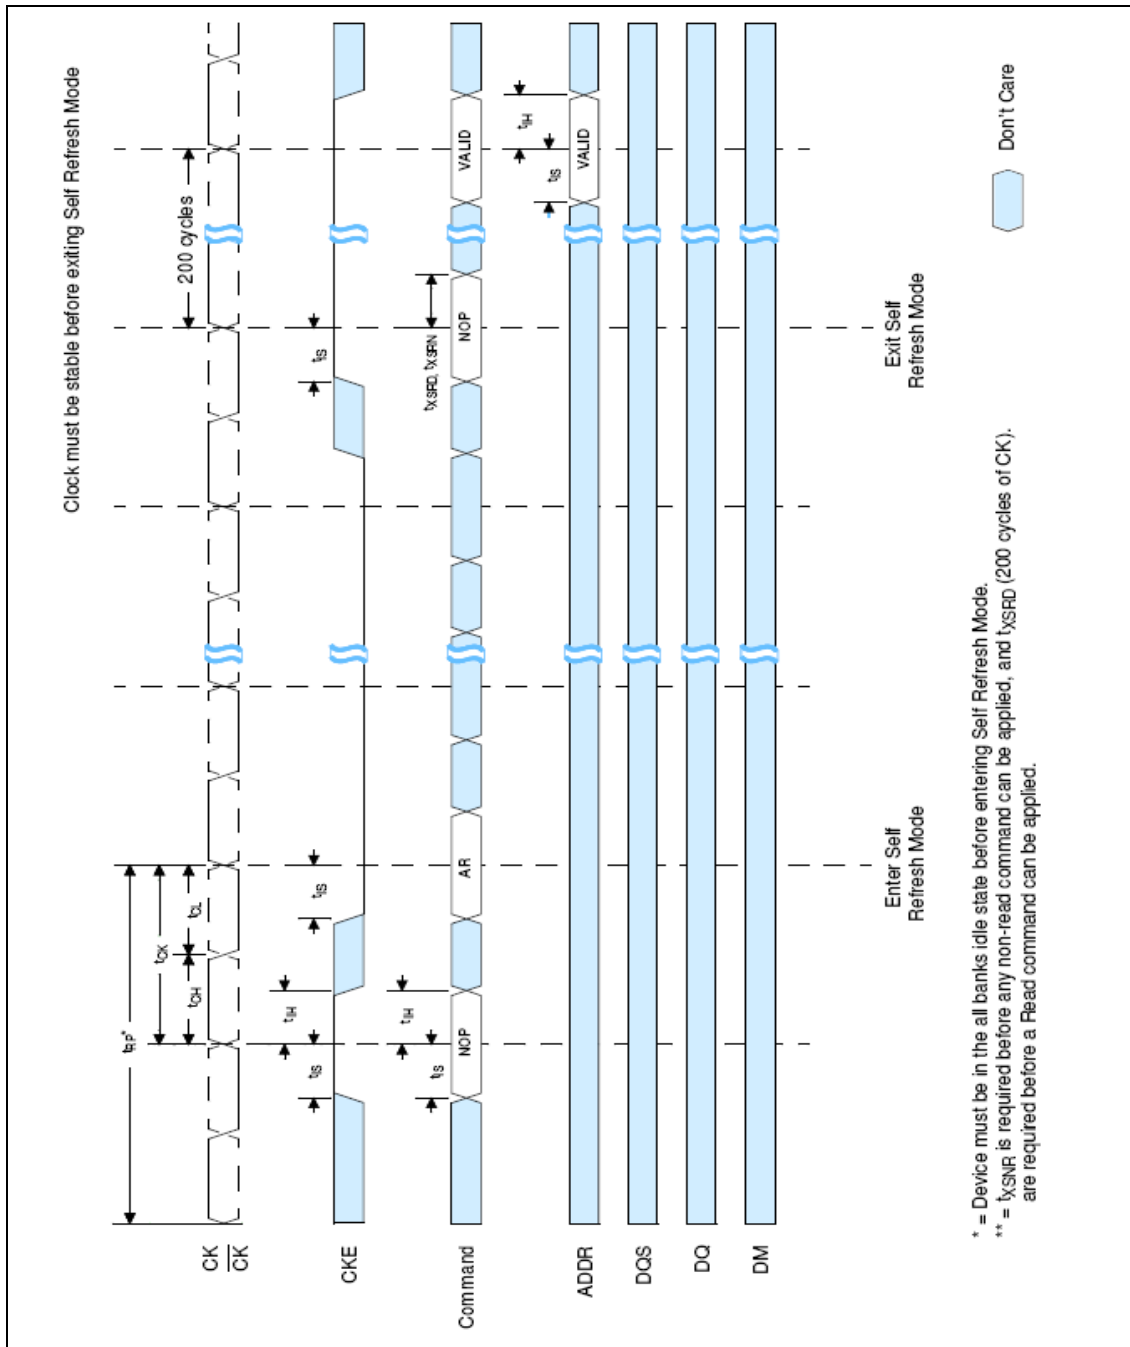 Clock must be stable before exiting Self Refresh Mode
tRP*
tCK
tCH
tCL
200 cycles
CK
CK
tIS
tIH
tIS
tIS
CKE
tIS
tIH
tXSRD, tXSRN
NOP
AR
NOP
VALID
Command
tIS
tIH
VALID
ADDR
DQS
DQ
DM
Enter Self
Refresh Mode
Exit Self
Refresh Mode
Don't Care
* = Device must be in the all banks idle state before entering Self Refresh Mode.
** = tXSNR is required before any non-read command can be applied, and tXSRD (200 cycles of CK).
are required before a Read command can be applied.